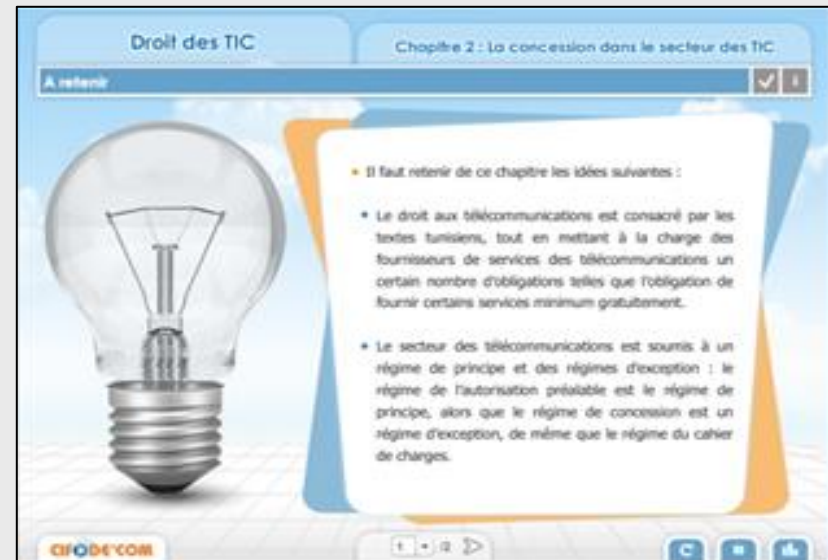 Droit des TIC
Chapitre 2 : La concession dans le secteur des TIC
A retenir
Il faut retenir de ce chapitre les idées suivantes :
Le droit aux télécommunications est consacré par les
textes tunisiens, tout en mettant à la charge des
fournisseurs de services des télécommunications un
certain nombre d'obligations telles que l'obligation de
fournir certains services minimum gratuitement.
Le secteur des télécommunications est soumis à un
régime de principe et des régimes d'exception : le
régime de l'autorisation préalable est le régime de
principe, alors que le régime de concession est un
régime d'exception, de même que le régime du cahier
de charges.
CIFODE'COM
1 /2